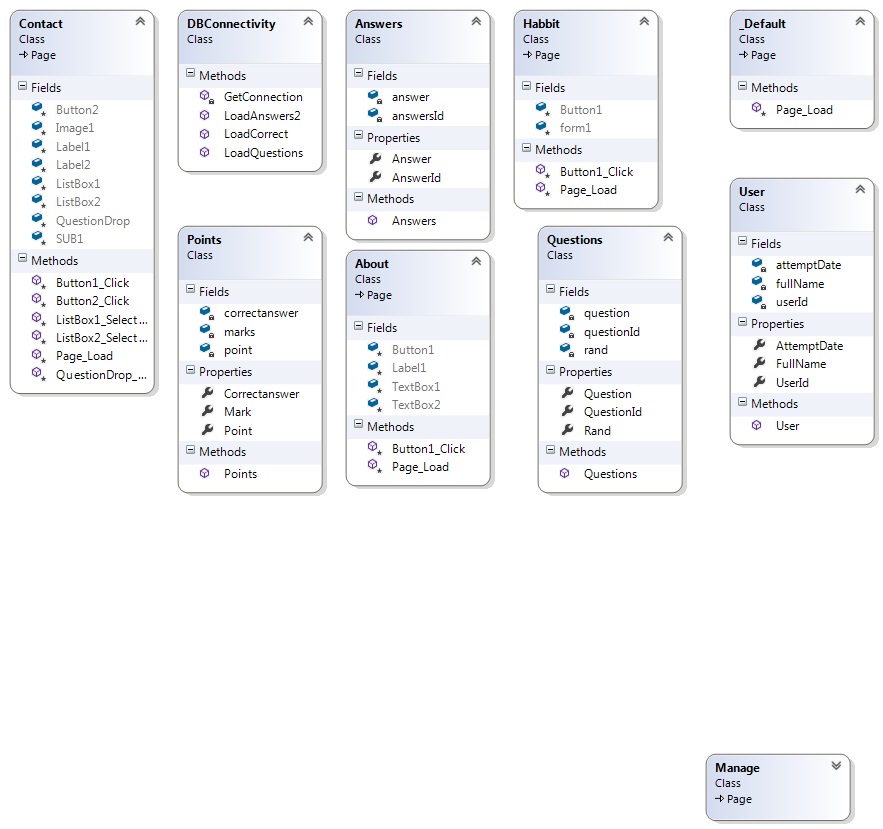 Contact
Class
Page
Fields
Button2
Image1
Label1
Label2
ListBox1
ListBox2
QuestionDrop
SUB1
Methods
Button1_Click
Button2_Click
ListBox1_Select...
ListBox2_Select...
Page_Load
QuestionDrop_...
DBConnectivity
Class
Methods
GetConnection
LoadAnswers2
LoadCorrect
LoadQuestions
Points
Class
Fields
correctanswer
marks
point
Properties
Correctanswer
Mark
Point
Methods
Points
Answers
Class
Fields
answer
answersId
Properties
Answer
AnswerId
Methods
Answers
About
Class
Page
Fields
Button1
Label1
TextBox1
TextBox2
Methods
Button1_Click
Page_Load
Habbit
Class
Page
Fields
Button1
form1
Methods
Button1_Click
Page_Load
Questions
Class
Fields
question
questionId
rand
Properties
Question
QuestionId
Rand
Methods
Questions
_Default
Class
Page
Methods
Page_Load
User
Class
Fields
attemptDate
fullName
userId
Properties
AttemptDate
FullName
UserId
Methods
User
Manage
Class
Page